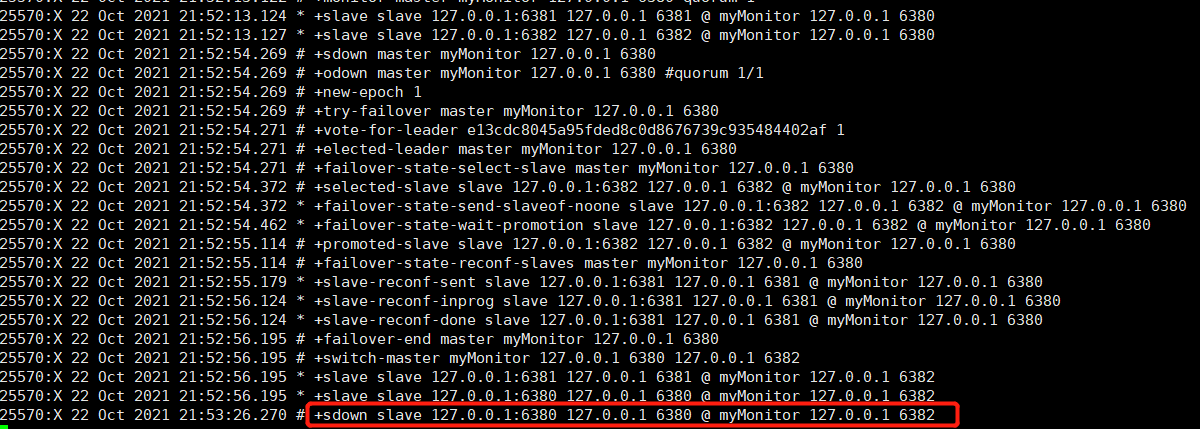 25570:X 22 Oct 2021 21:52:13.122 # +monitor master myMonitor 127.0.0.1 6380 quorum 1
25570:X 22 Oct 2021 21:52:13.124 * +slave slave 127.0.0.1:6381 127.0.0.1 6381 @ myMonitor 127.0.0.1 6380
25570:X 22 Oct 2021 21:52:13.127 * +slave slave 127.0.0.1:6382 127.0.0.1 6382 @ myMonitor 127.0.0.1 6380
25570:X 22 Oct 2021 21:52:54.269 # +sdown master myMonitor 127.0.0.1 6380
25570:X 22 Oct 2021 21:52:54.269 # +odown master myMonitor 127.0.0.1 6380 #quorum 1/1
25570:X 22 Oct 2021 21:52:54.269 # +new-epoch 1
25570:X 22 Oct 2021 21:52:54.269 # +try-failover master myMonitor 127.0.0.1 6380
25570:X 22 Oct 2021 21:52:54.271 # +vote-for-leader e13cdc8045a95fded8c0d8676739c935484402af 1
25570:X 22 Oct 2021 21:52:54.271 # +elected-leader master myMonitor 127.0.0.1 6380
25570:X 22 Oct 2021 21:52:54.271 # +failover-state-select-slave master myMonitor 127.0.0.1 6380
25570:X 22 Oct 2021 21:52:54.372 # +selected-slave slave 127.0.0.1:6382 127.0.0.1 6382 @ myMonitor 127.0.0.1 6380
25570:X 22 Oct 2021 21:52:54.372 * +failover-state-send-slaveof-noone slave 127.0.0.1:6382 127.0.0.1 6382 @ myMonitor 127.0.0.1 6380
25570:X 22 Oct 2021 21:52:54.462 * +failover-state-wait-promotion slave 127.0.0.1:6382 127.0.0.1 6382 @ myMonitor 127.0.0.1 6380
25570:X 22 Oct 2021 21:52:55.114 # +promoted-slave slave 127.0.0.1:6382 127.0.0.1 6382 @ myMonitor 127.0.0.1 6380
25570:X 22 Oct 2021 21:52:55.114 # +failover-state-reconf-slaves master myMonitor 127.0.0.1 6380
25570:X 22 Oct 2021 21:52:55.179 * +slave-reconf-sent slave 127.0.0.1:6381 127.0.0.1 6381 @ myMonitor 127.0.0.1 6380
25570:X 22 Oct 2021 21:52:56.124 * +slave-reconf-inprog slave 127.0.0.1:6381 127.0.0.1 6381 @ myMonitor 127.0.0.1 6380
25570:X 22 Oct 2021 21:52:56.124 * +slave-reconf-done slave 127.0.0.1:6381 127.0.0.1 6381 @ myMonitor 127.0.0.1 6380
25570:X 22 Oct 2021 21:52:56.195 # +failover-end master myMonitor 127.0.0.1 6380
25570:X 22 Oct 2021 21:52:56.195 # +switch-master myMonitor 127.0.0.1 6380 127.0.0.1 6382
25570:X 22 Oct 2021 21:52:56.195 * +slave slave 127.0.0.1:6381 127.0.0.1 6381 @ myMonitor 127.0.0.1 6382
25570:X 22 Oct 2021 21:52:56.195 * +slave slave 127.0.0.1:6380 127.0.0.1 6380 @ myMonitor 127.0.0.1 6382
25570:X 22 Oct 2021 21:53:26.270 # +sdown slave 127.0.0.1:6380 127.0.0.1 6380 @ myMonitor 127.0.0.1 6382